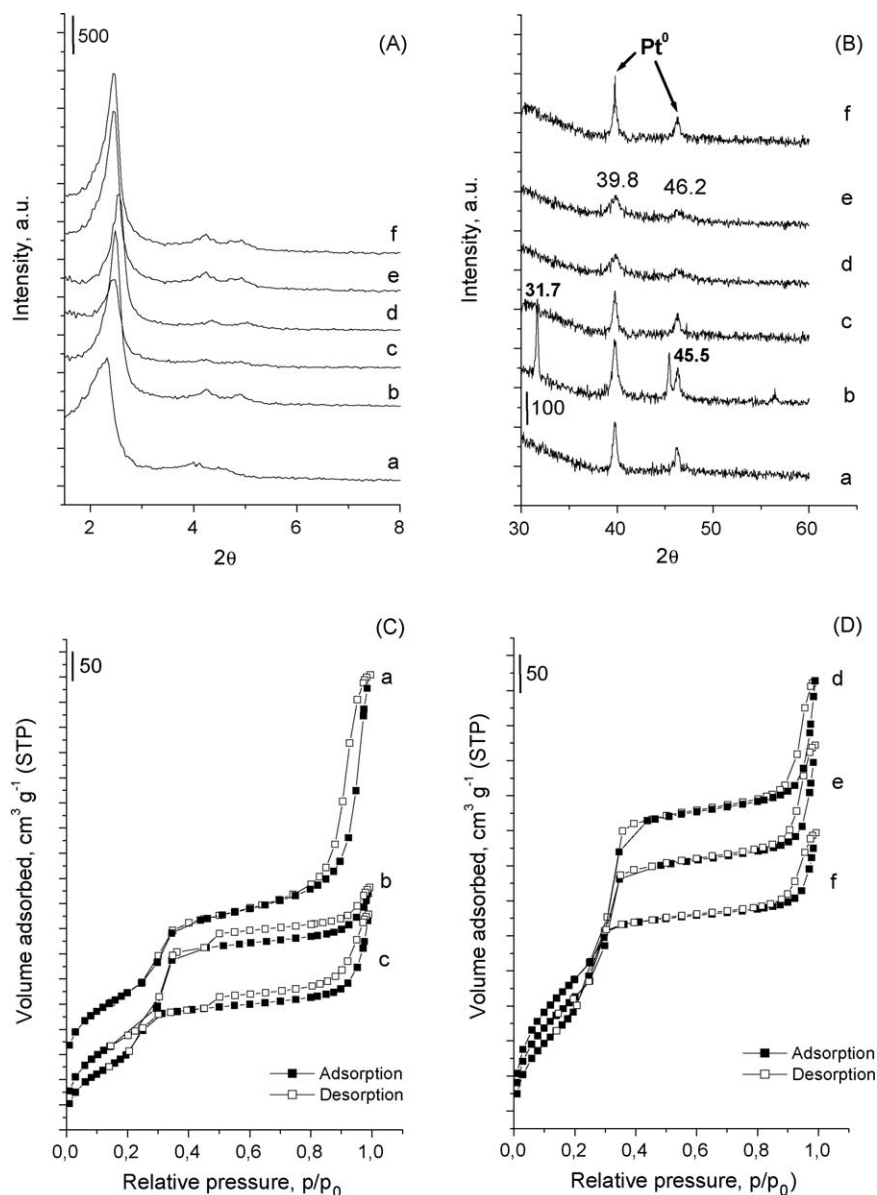 500
(A)
Intensity, a.u.
f
e
d
c
b
a
2 4 6 8
2θ
(B)
Pt⁰
Intensity, a.u.
f
39.8 46.2
e
d
31.7
c
45.5
b
100
a
30 40 50 60
2θ
(C)
50
a
Volume adsorbed, cm³ g⁻¹ (STP)
b
c
Adsorption
Desorption
0,0 0,2 0,4 0,6 0,8 1,0
Relative pressure, p/p₀
(D)
50
d
Volume adsorbed, cm³ g⁻¹ (STP)
e
f
Adsorption
Desorption
0,0 0,2 0,4 0,6 0,8 1,0
Relative pressure, p/p₀)